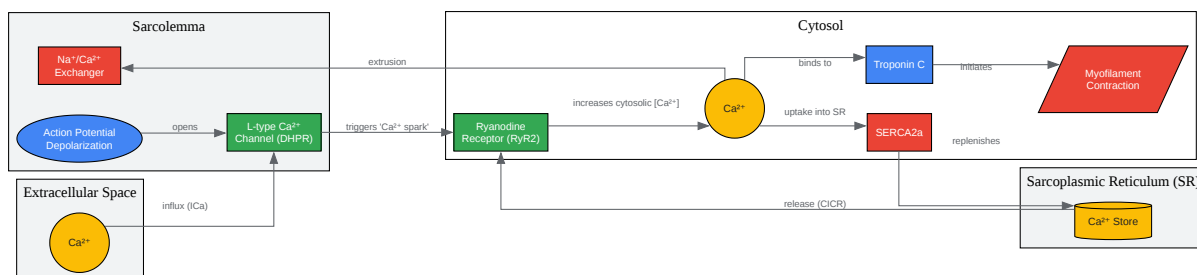 Sarcolemma
Na⁺/Ca²⁺
Exchanger
Action Potential
Depolarization
opens
L-type Ca²⁺
Channel (DHPR)
extrusion
triggers 'Ca²⁺ spark'
Cytosol
Ryanodine
Receptor (RyR2)
increases cytosolic [Ca²⁺]
Ca²⁺
binds to
Troponin C
initiates
Myofilament
Contraction
uptake into SR
SERCA2a
replenishes
Extracellular Space
Ca²⁺
influx (ICa)
release (CICR)
Sarcoplasmic Reticulum (SR)
Ca²⁺ Store